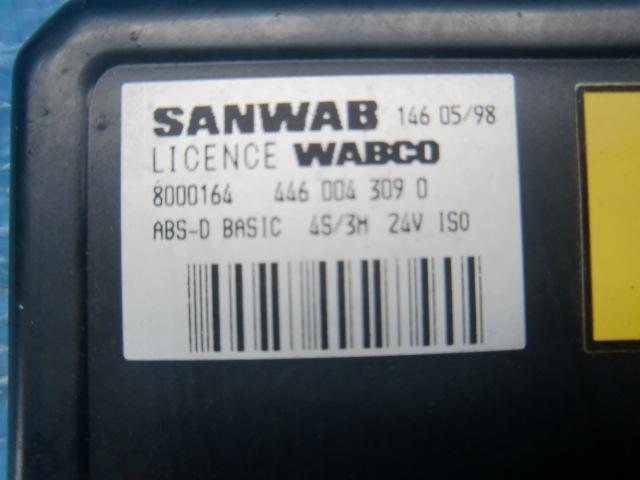 SANWAB 146 05/98
LICENCE WABCO
8000164 446 004 309 0
ABS-D BASIC 4S/3M 24V ISO